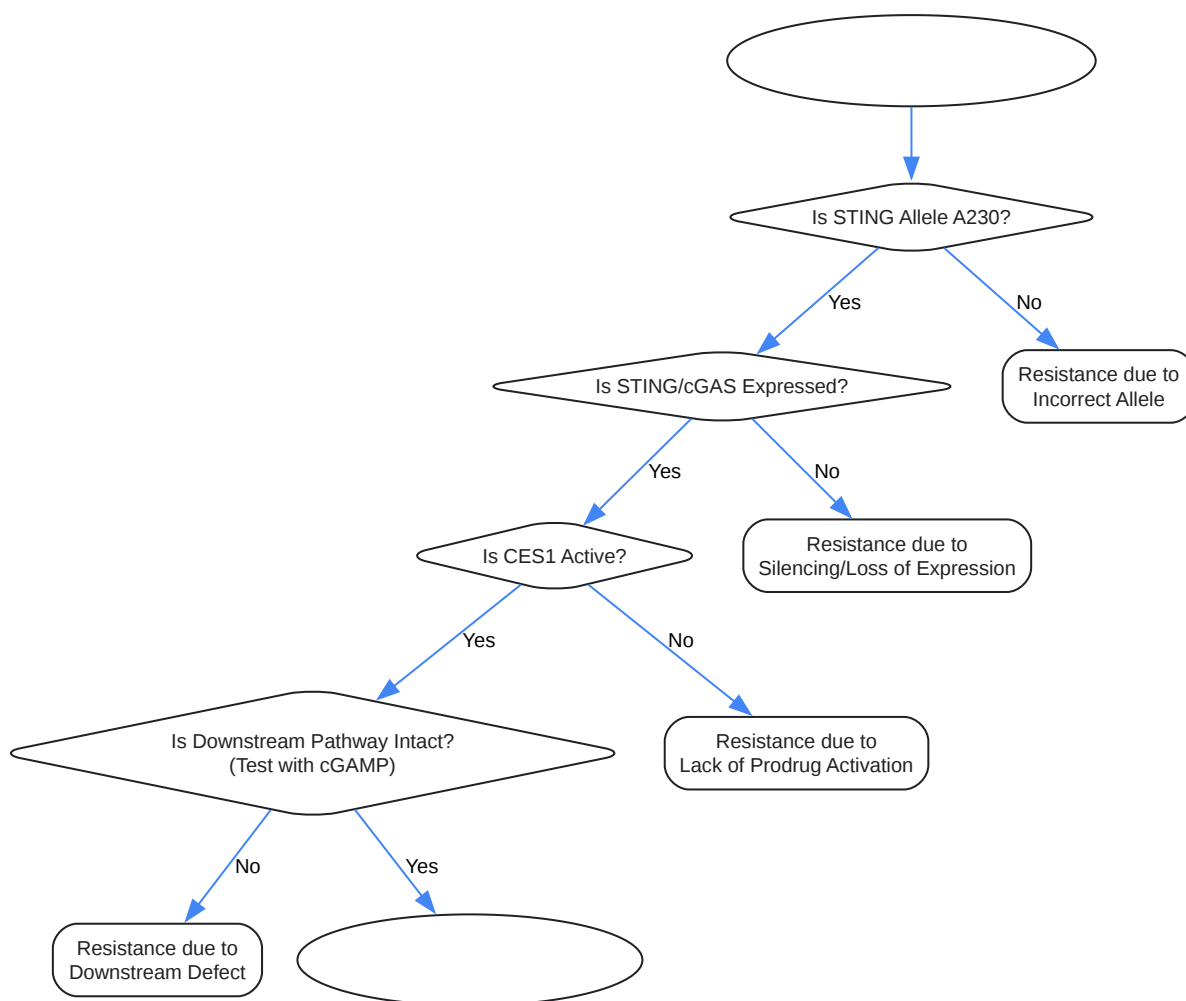 Is STING Allele A230?
Yes
No
Is STING/cGAS Expressed?
Resistance due to
Incorrect Allele
Yes
No
Is CES1 Active?
Resistance due to
Silencing/Loss of Expression
Yes
No
Is Downstream Pathway Intact?
(Test with cGAMP)
Resistance due to
Lack of Prodrug Activation
No
Yes
Resistance due to
Downstream Defect